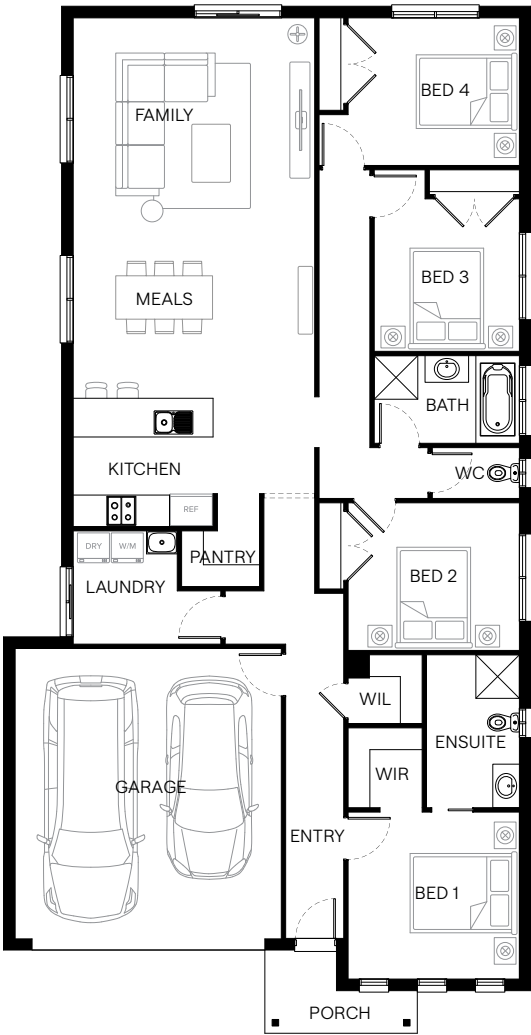 BED 4
FAMILY
BED 3
MEALS
BATH
KITCHEN
WC
REF
DRY
W/M
PANTRY
LAUNDRY
BED 2
WIL
ENSUITE
WIR
GARAGE
ENTRY
BED 1
PORCH